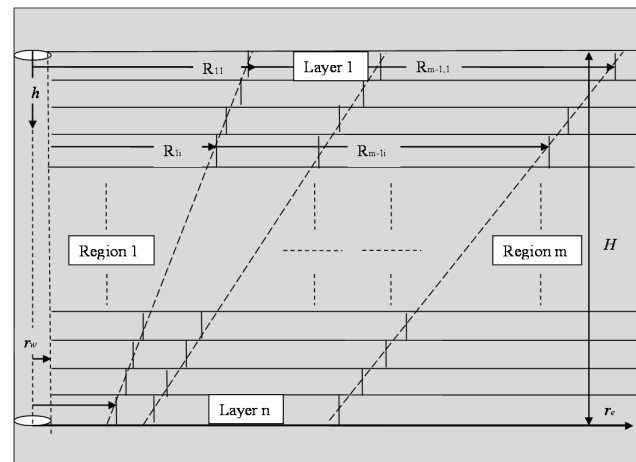 R11 Layer 1 Rm-1,1
h
R1i Rm-1i
Region 1 Region m H
rw
Layer n re